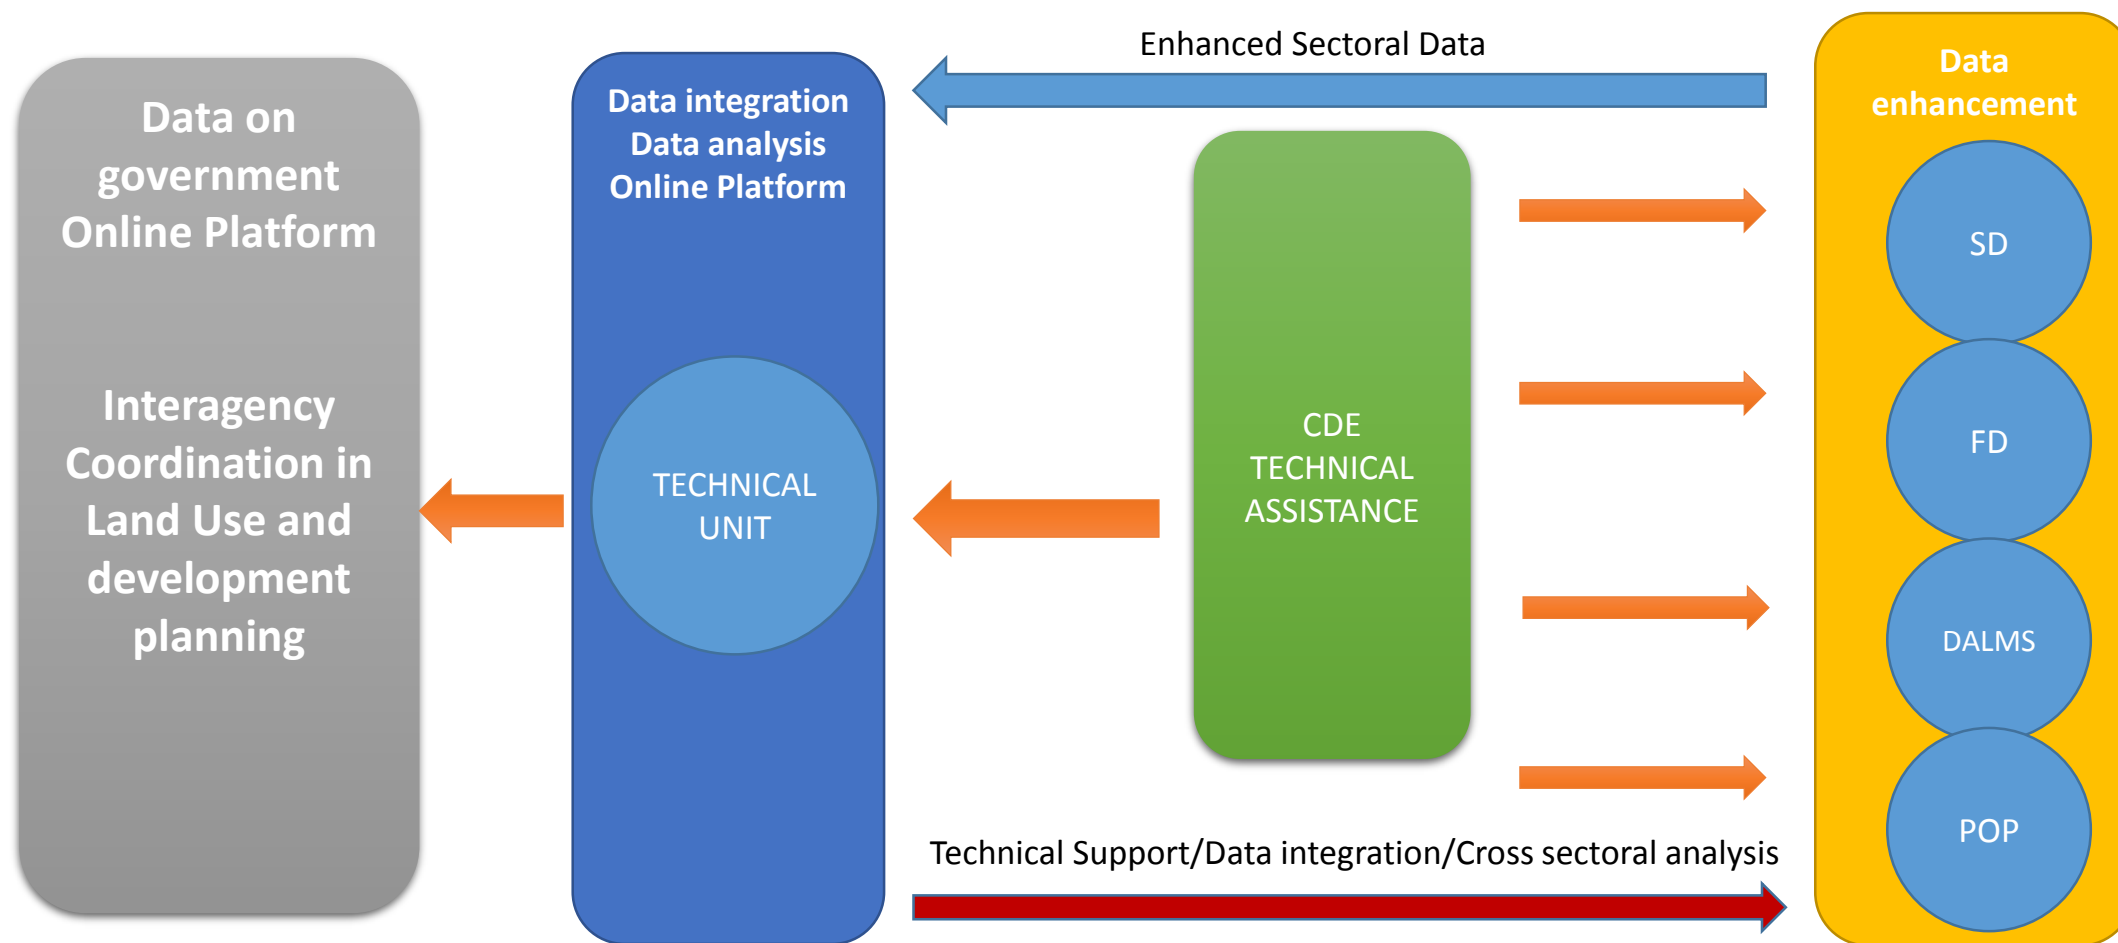 Data on
government
Online Platform
Interagency
Coordination in
Land Use and
development
planning
Data integration
Data analysis
Online Platform
TECHNICAL
UNIT
Enhanced Sectoral Data
CDE
TECHNICAL
ASSISTANCE
Technical Support/Data integration/Cross sectoral analysis
Data
enhancement
SD
FD
DALMS
POP